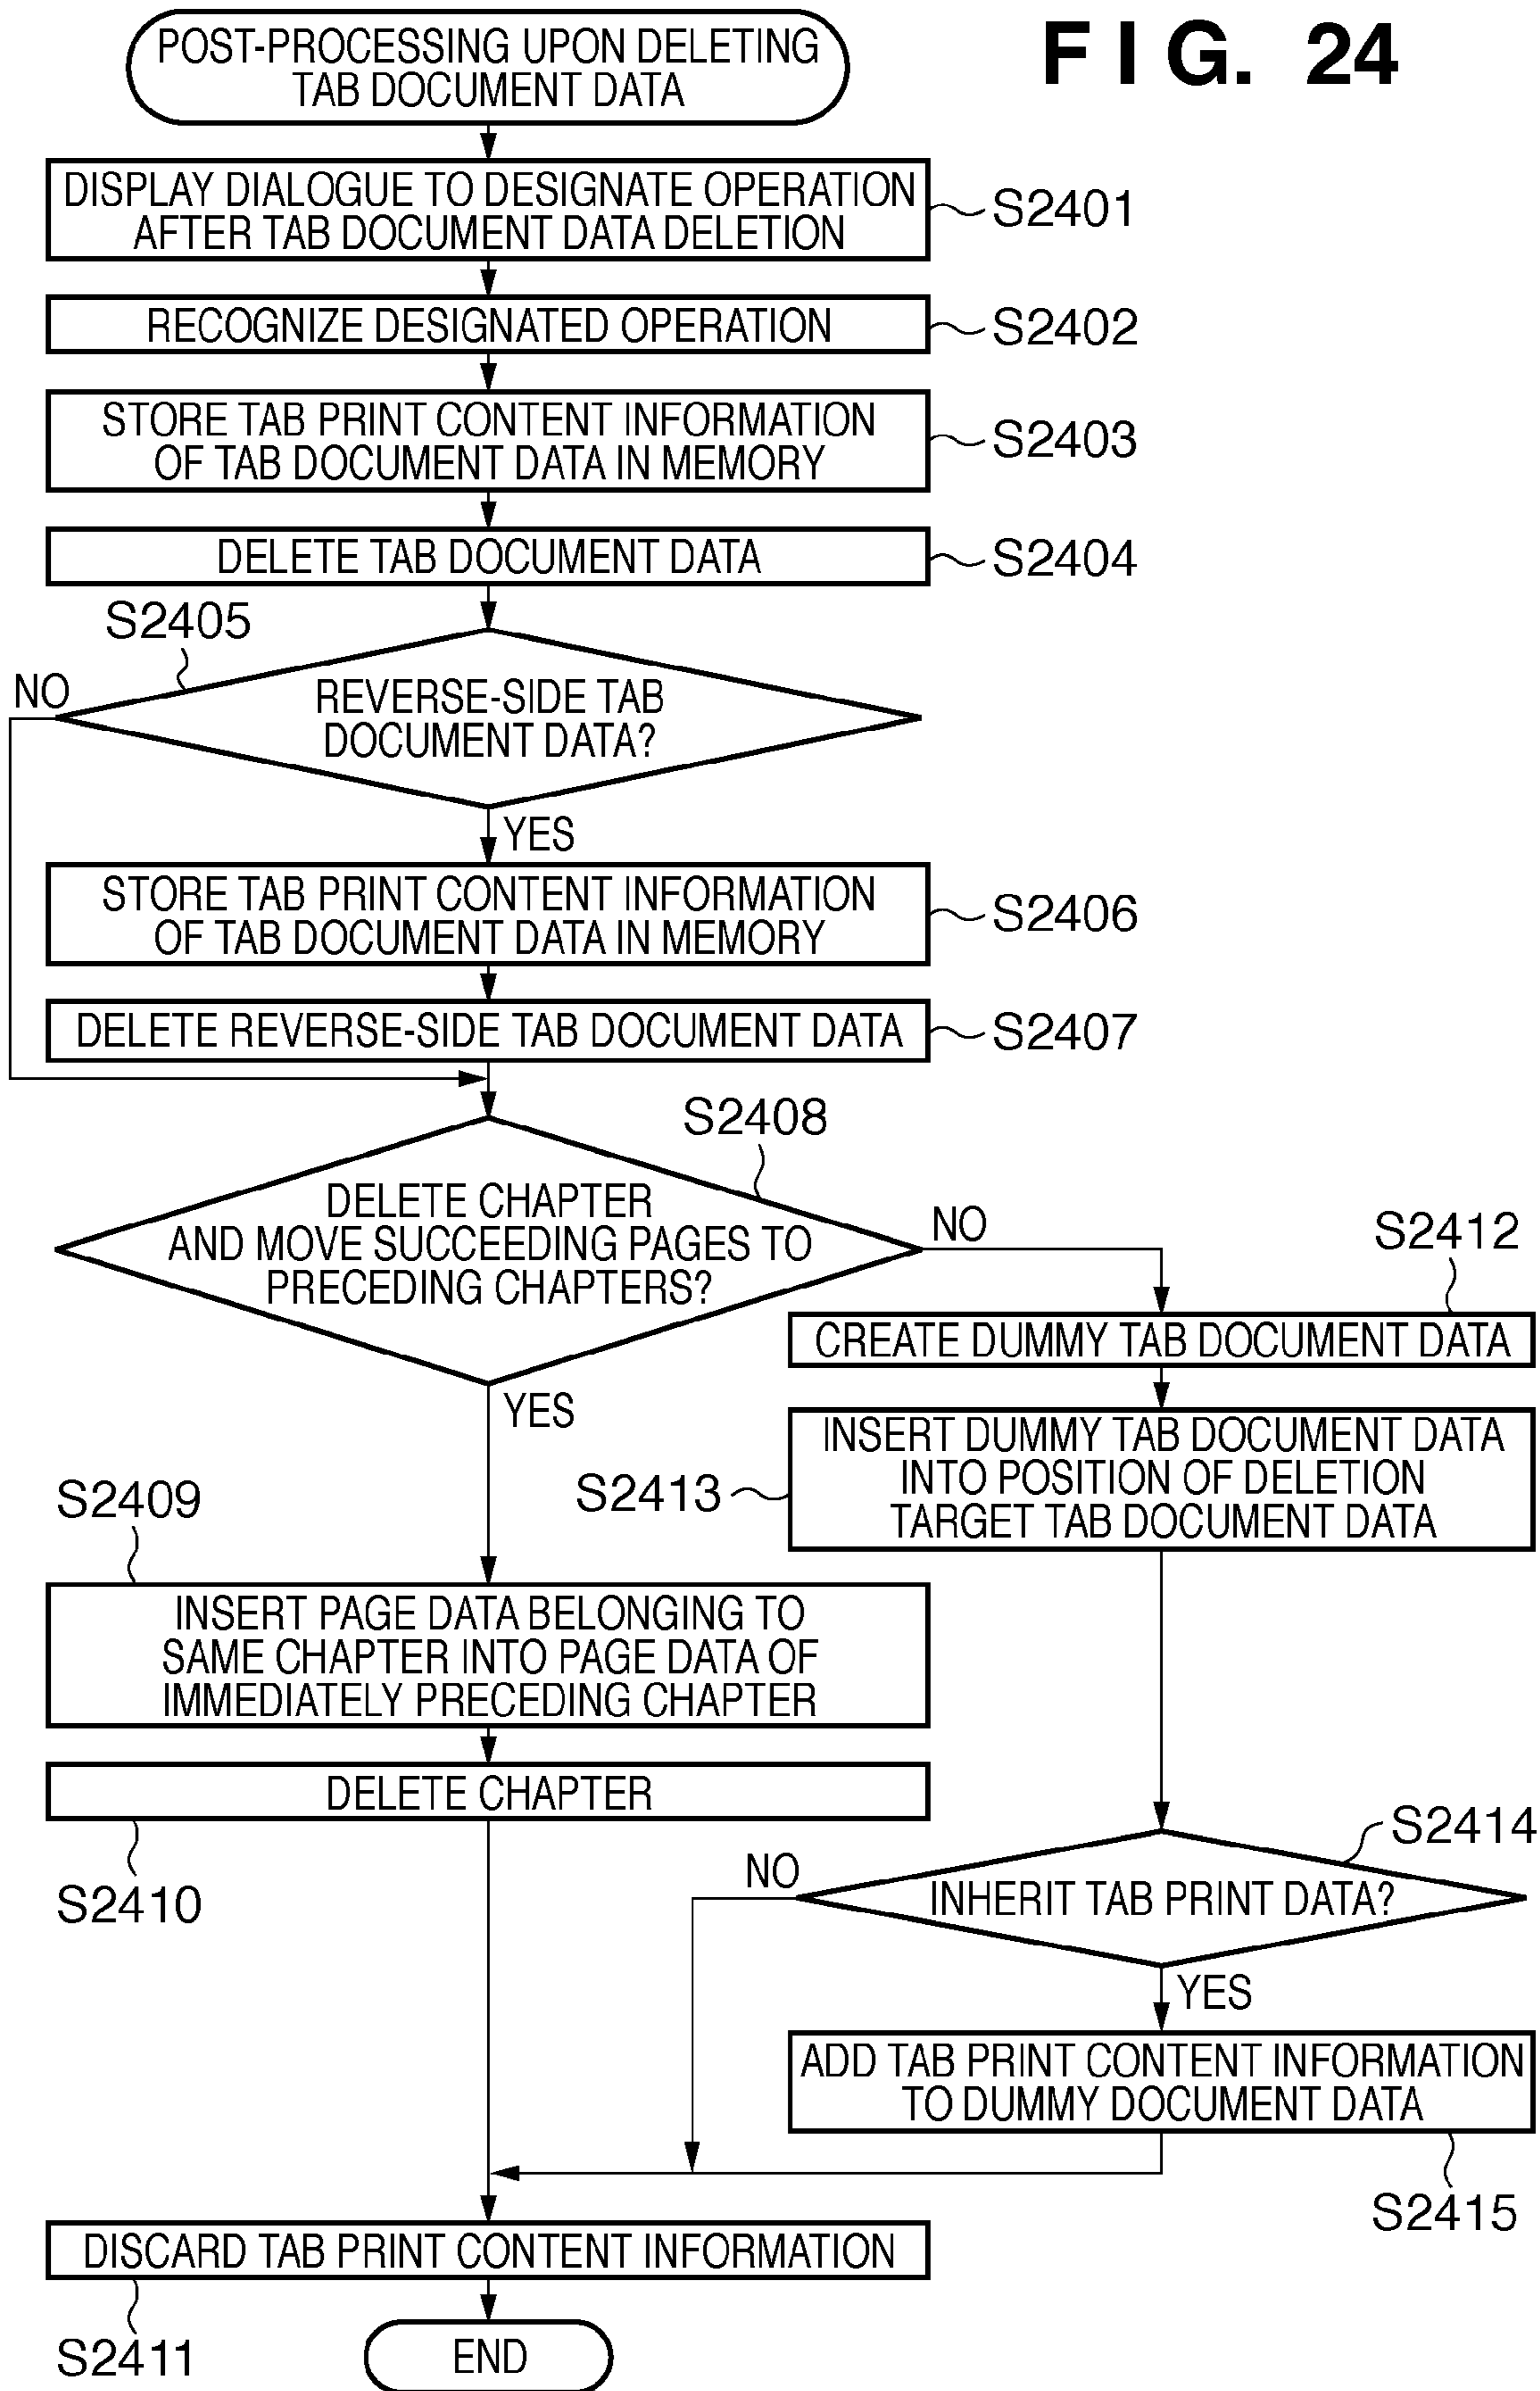 FIG. 24
POST-PROCESSING UPON DELETING
TAB DOCUMENT DATA
DISPLAY DIALOGUE TO DESIGNATE OPERATION
AFTER TAB DOCUMENT DATA DELETION
S2401
RECOGNIZE DESIGNATED OPERATION
S2402
STORE TAB PRINT CONTENT INFORMATION
OF TAB DOCUMENT DATA IN MEMORY
S2403
DELETE TAB DOCUMENT DATA
S2404
S2405
NO
REVERSE-SIDE TAB
DOCUMENT DATA?
YES
STORE TAB PRINT CONTENT INFORMATION
OF TAB DOCUMENT DATA IN MEMORY
S2406
DELETE REVERSE-SIDE TAB DOCUMENT DATA
S2407
S2408
DELETE CHAPTER
AND MOVE SUCCEEDING PAGES TO
PRECEDING CHAPTERS?
NO
YES
S2412
CREATE DUMMY TAB DOCUMENT DATA
INSERT DUMMY TAB DOCUMENT DATA
INTO POSITION OF DELETION
TARGET TAB DOCUMENT DATA
S2413
S2409
INSERT PAGE DATA BELONGING TO
SAME CHAPTER INTO PAGE DATA OF
IMMEDIATELY PRECEDING CHAPTER
DELETE CHAPTER
S2410
S2414
NO
INHERIT TAB PRINT DATA?
YES
ADD TAB PRINT CONTENT INFORMATION
TO DUMMY DOCUMENT DATA
S2415
DISCARD TAB PRINT CONTENT INFORMATION
S2411
END